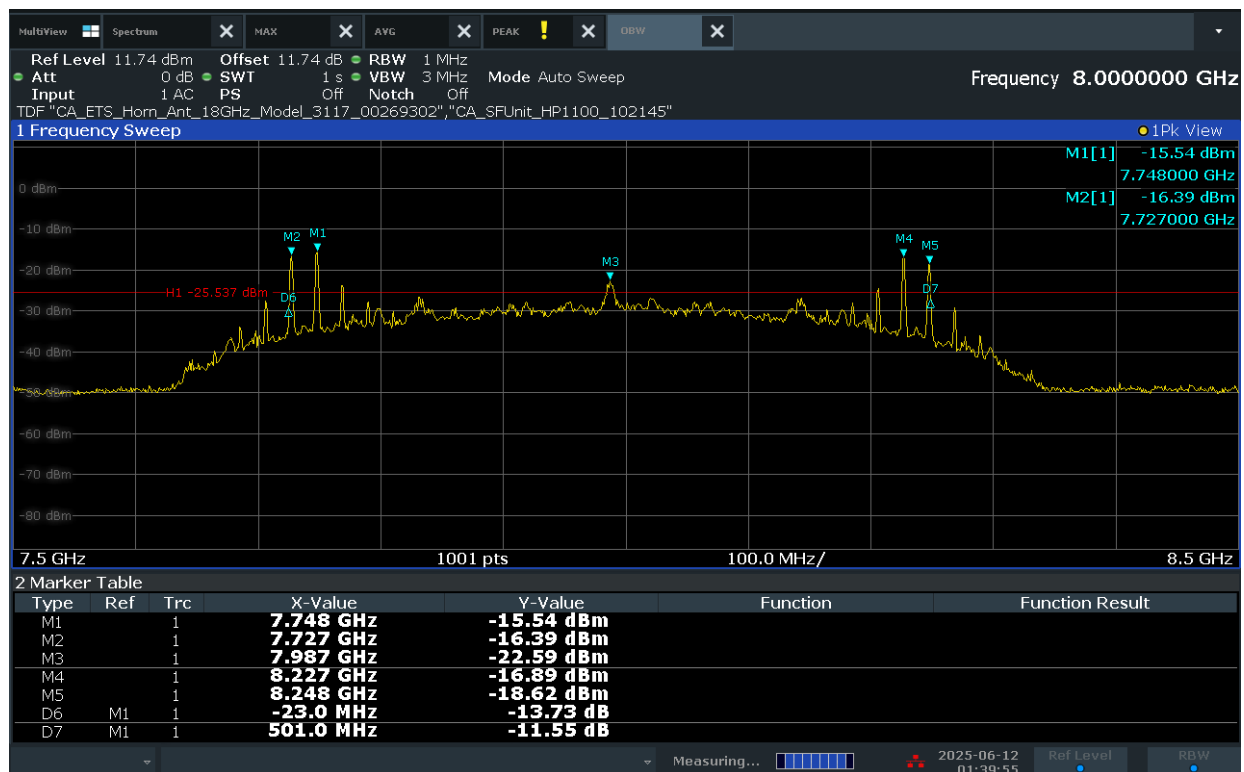 MultiView Spectrum MAX AVG PEAK ! OBW
Ref Level 11.74 dBm Offset 11.74 dB RBW 1 MHz
Att 0 dB SWT 1 s VBW 3 MHz Mode Auto Sweep Frequency 8.0000000 GHz
Input 1 AC PS Off Notch Off
TDF "CA_ETS_Horn_Ant_18GHz_Model_3117_00269302","CA_SFUnit_HP1100_102145"
1 Frequency Sweep 1Pk View
M1[1] -15.54 dBm
7.748000 GHz
0 dBm
M2[1] -16.39 dBm
7.727000 GHz
-10 dBm
M2 M1 M4 M5
-20 dBm
M3
H1 -25.537 dBm D6 D7
-30 dBm
-40 dBm
-50 dBm
-60 dBm
-70 dBm
-80 dBm
7.5 GHz 1001 pts 100.0 MHz/ 8.5 GHz
2 Marker Table
Type Ref Trc X-Value Y-Value Function Function Result
M1 1 7.748 GHz -15.54 dBm
M2 1 7.727 GHz -16.39 dBm
M3 1 7.987 GHz -22.59 dBm
M4 1 8.227 GHz -16.89 dBm
M5 1 8.248 GHz -18.62 dBm
D6 M1 1 -23.0 MHz -13.73 dB
D7 M1 1 501.0 MHz -11.55 dB
Measuring... 2025-06-12 Ref Level RBW
01:39:55